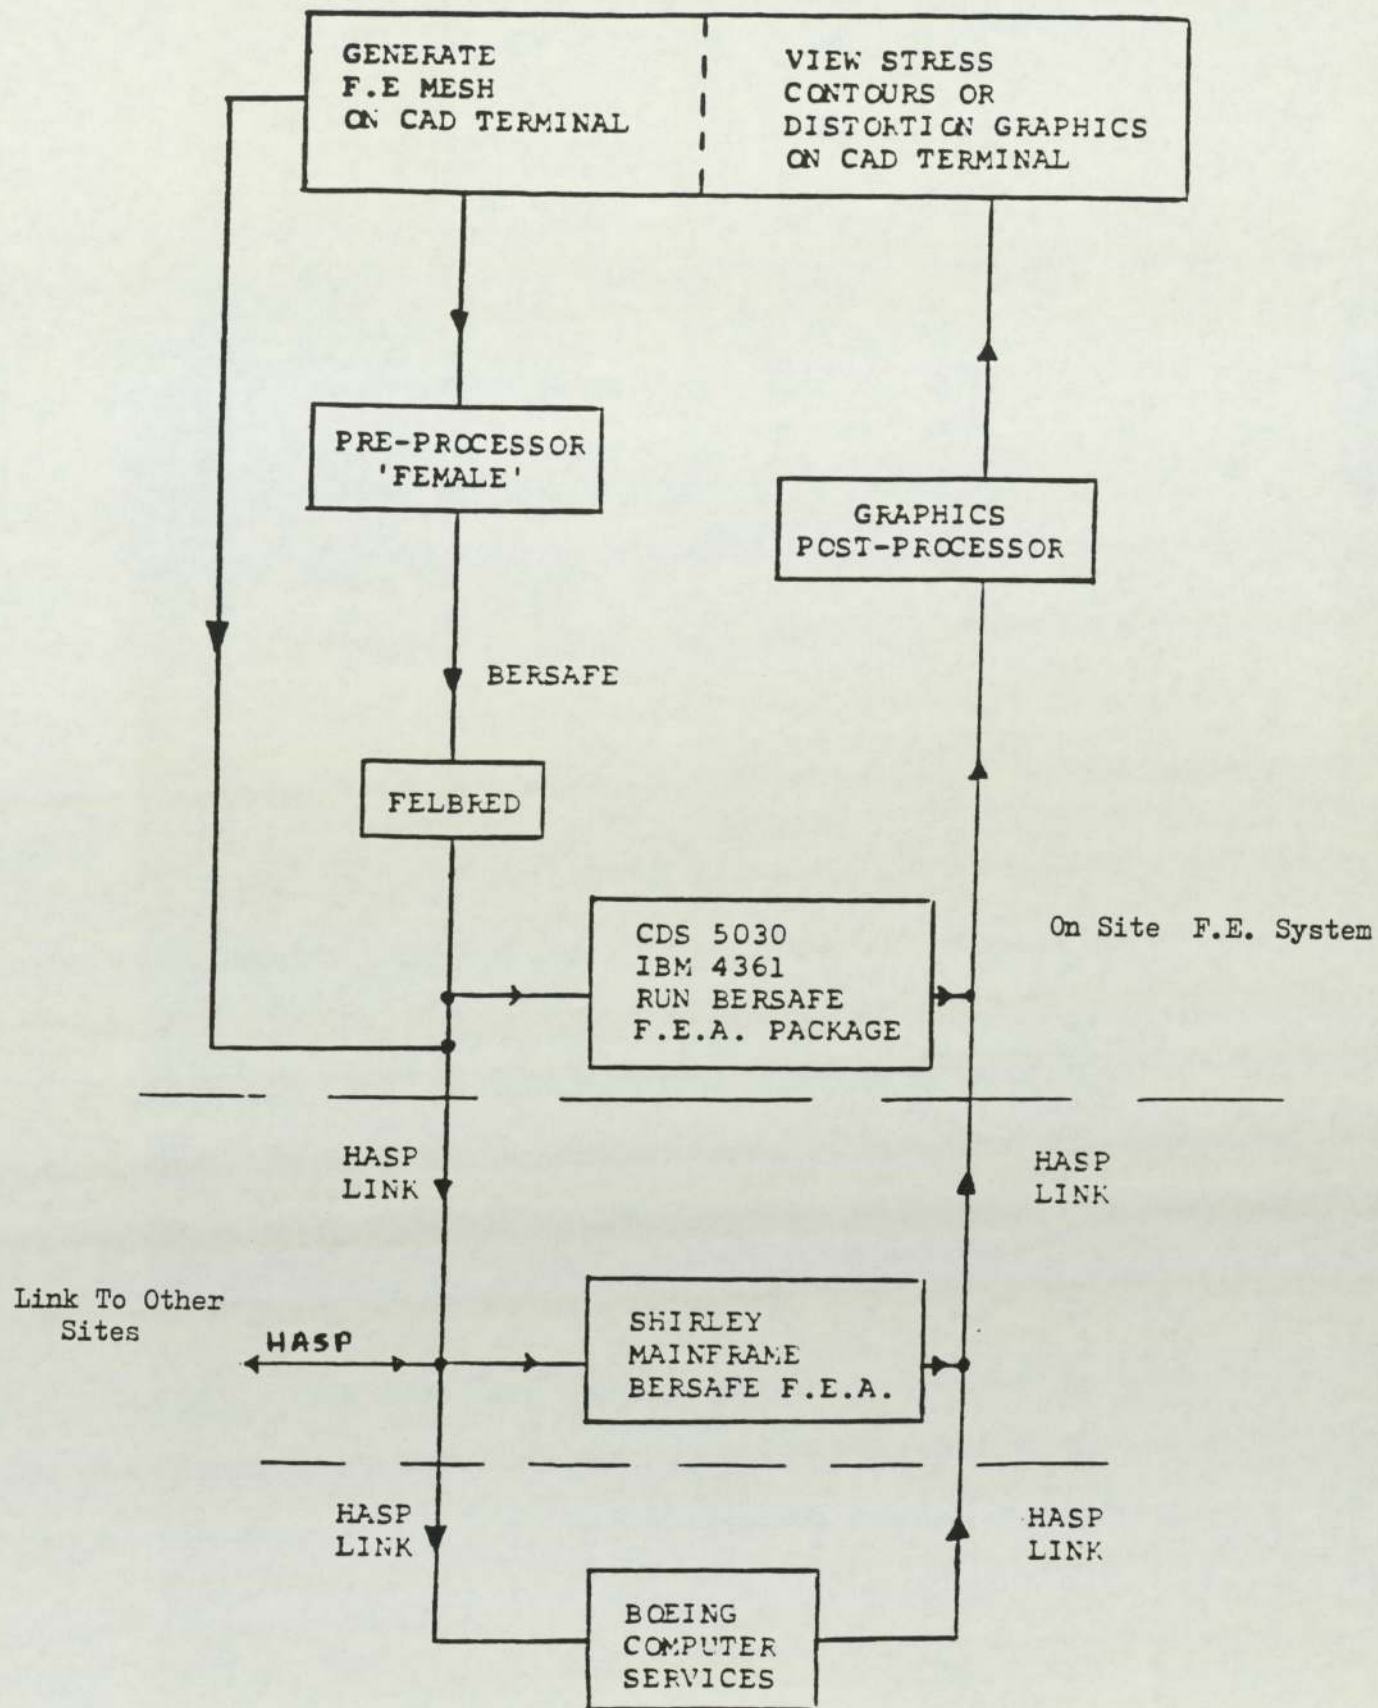 GENERATE
F.E MESH
ON CAD TERMINAL
VIEW STRESS
CONTOURS OR
DISTORTION GRAPHICS
ON CAD TERMINAL
PRE-PROCESSOR
'FEMALE'
GRAPHICS
POST-PROCESSOR
BERSAFE
FELBRED
CDS 5030
IBM 4361
RUN BERSAFE
F.E.A. PACKAGE
On Site F.E. System
HASP
LINK
HASP
LINK
Link To Other
Sites
HASP
SHIRLEY
MAINFRAME
BERSAFE F.E.A.
HASP
LINK
HASP
LINK
BOEING
COMPUTER
SERVICES